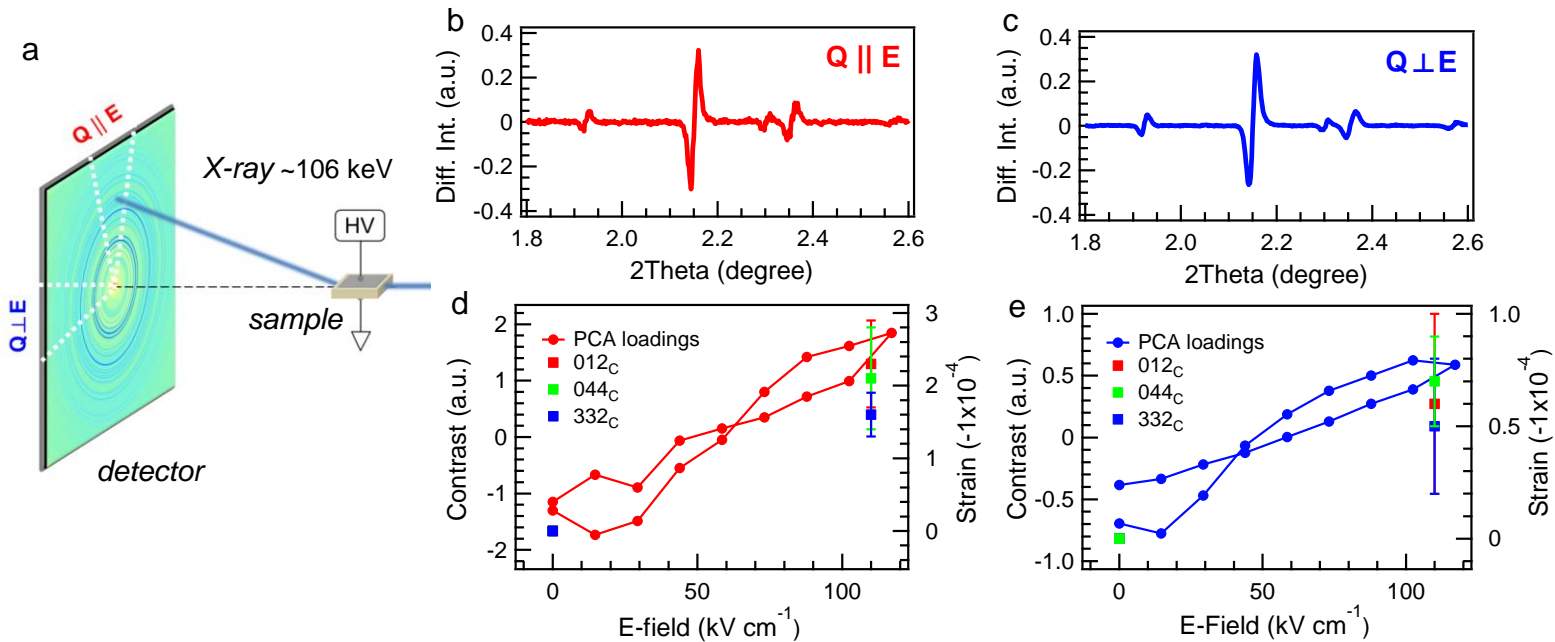 a
Q || E
X-ray ~106 keV
HV
Q⊥E
sample
detector
b
Q || E
Diff. Int. (a.u.)
0.4
0.2
0
-0.2
-0.4
1.8
2.0
2.2
2.4
2.6
2Theta (degree)
c
Q⊥E
Diff. Int. (a.u.)
0.4
0.2
0
-0.2
-0.4
1.8
2.0
2.2
2.4
2.6
2Theta (degree)
d
PCA loadings
012C
044C
332C
Contrast (a.u.)
2
1
0
-1
-2
Strain (-1x10-4)
3
2
1
0
0
50
100
E-field (kV cm-1)
e
PCA loadings
012C
044C
332C
Contrast (a.u.)
1.0
0.5
0
-0.5
-1.0
Strain (-1x10-4)
1.0
0.5
0
0
50
100
E-Field (kV cm-1)